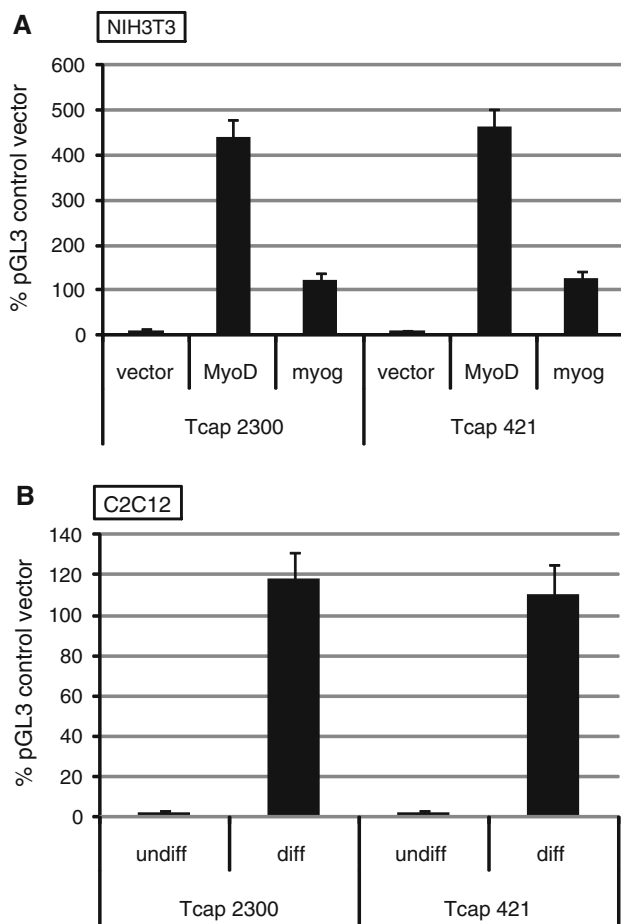 A NIH3T3
% pGL3 control vector
600
500
400
300
200
100
0
vector MyoD myog vector MyoD myog
Tcap 2300 Tcap 421
B C2C12
% pGL3 control vector
140
120
100
80
60
40
20
0
undiff diff undiff diff
Tcap 2300 Tcap 421